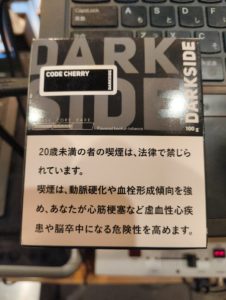 DARK
SIDE
CODE CHERRY
DARKSIDE
DARKSIDE
100 g
20歳未満の者の喫煙は、法律で禁じら
れています。
喫煙は、動脈硬化や血栓形成傾向を強
め、あなたが心筋梗塞など虚血性心疾
患や脳卒中になる危険性を高めます。